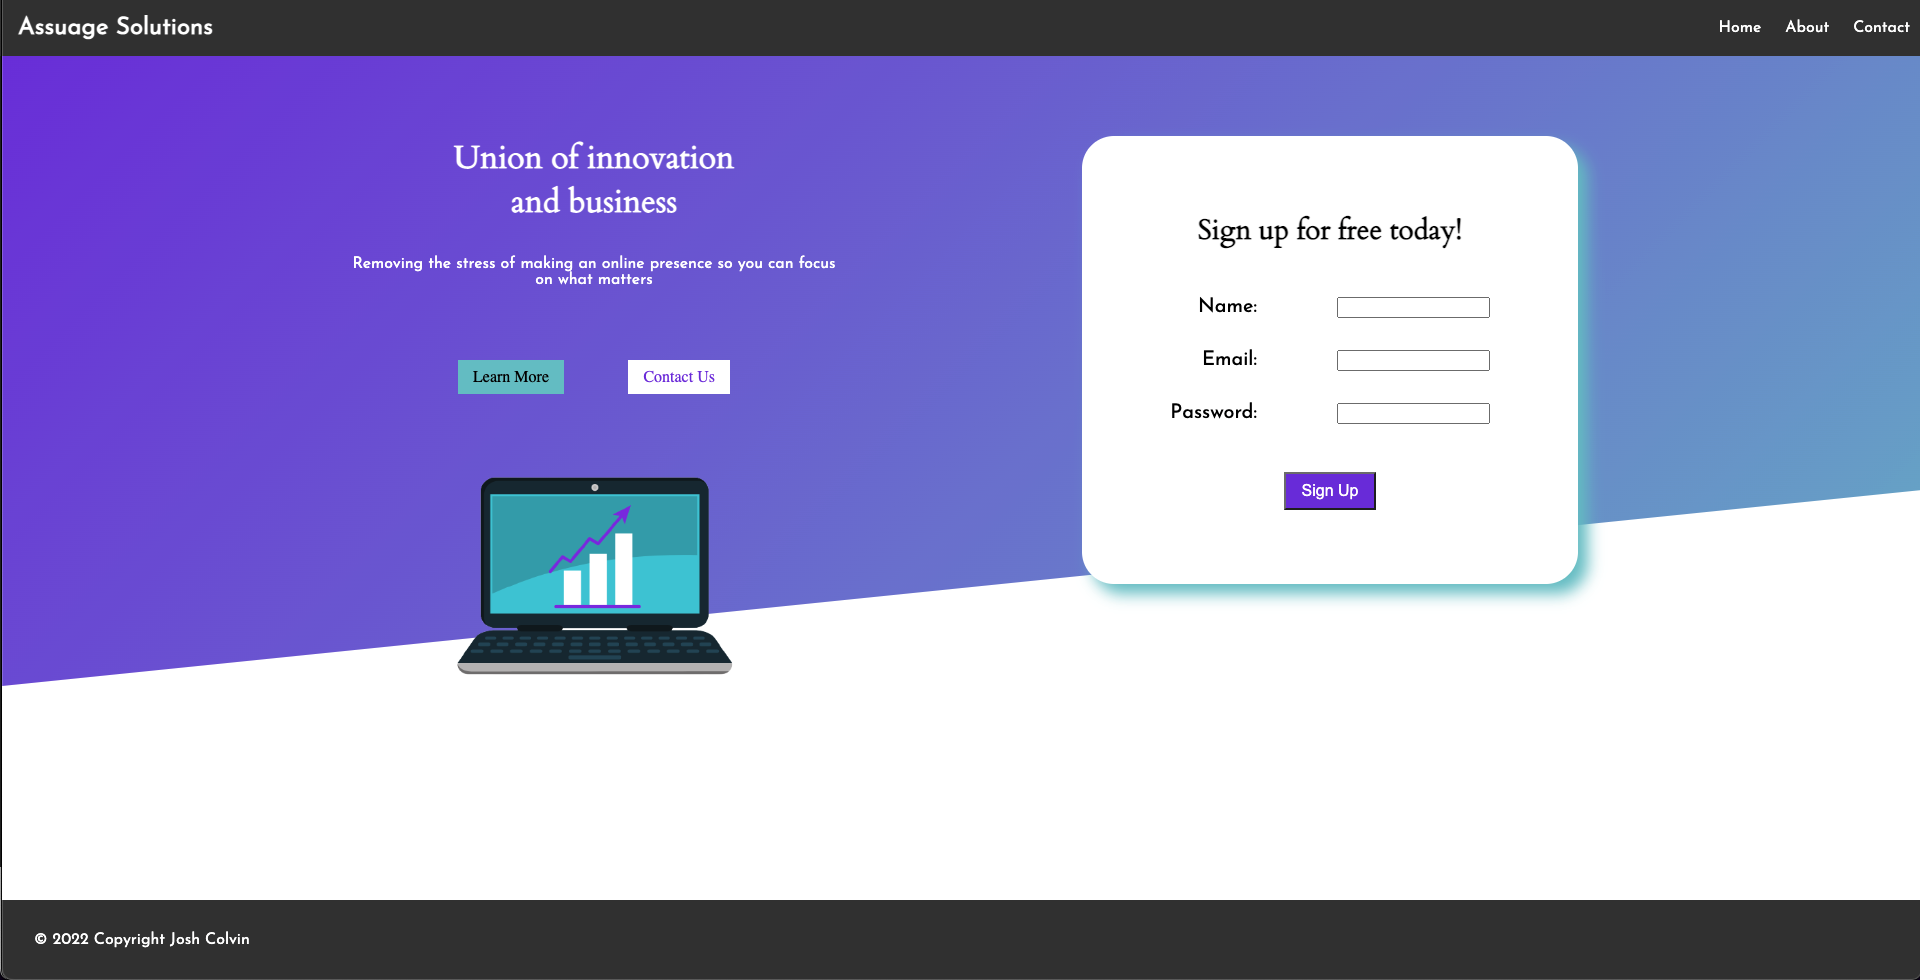 Assuage Solutions
Home About Contact
Union of innovation
and business
Removing the stress of making an online presence so you can focus
on what matters
Learn More Contact Us
Sign up for free today!
Name:
Email:
Password:
Sign Up
© 2022 Copyright Josh Colvin